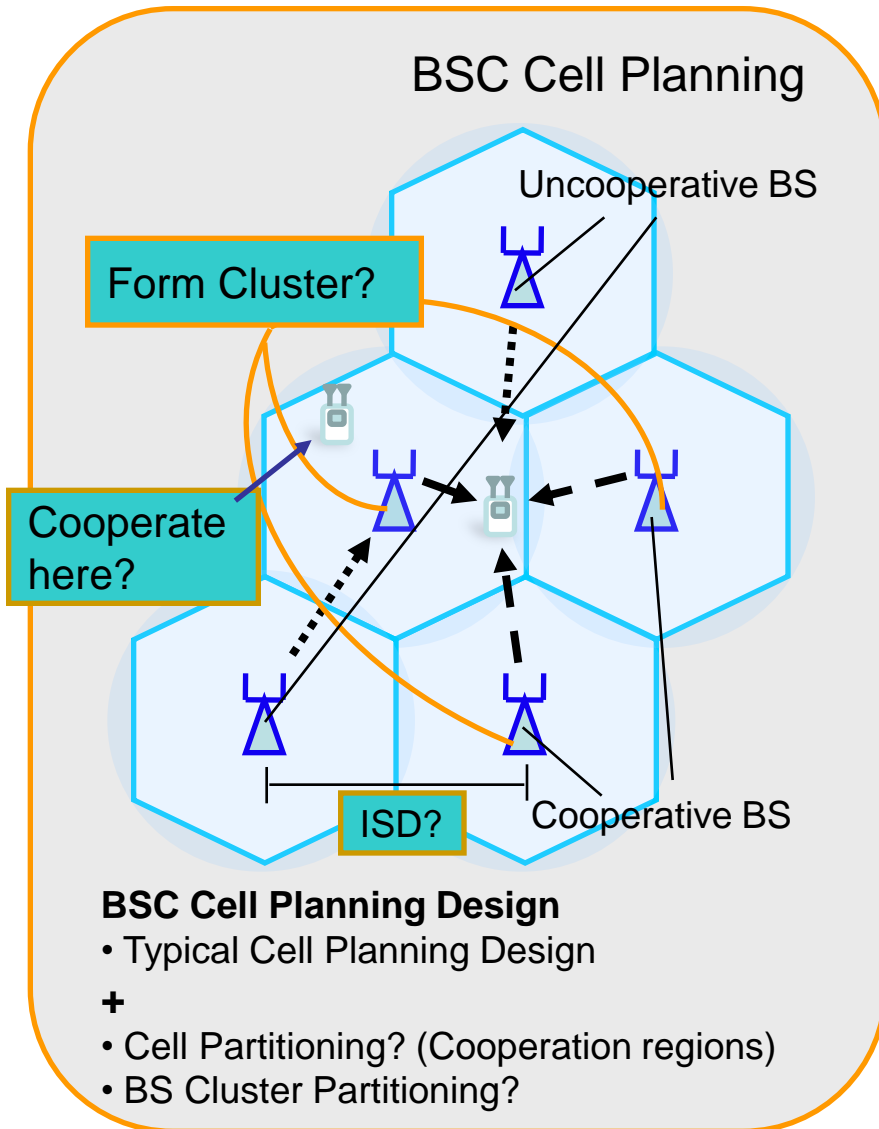 BSC Cell Planning
Uncooperative BS
Form Cluster?
Cooperate
here?
ISD?
Cooperative BS
BSC Cell Planning Design
• Typical Cell Planning Design
+
• Cell Partitioning? (Cooperation regions)
• BS Cluster Partitioning?